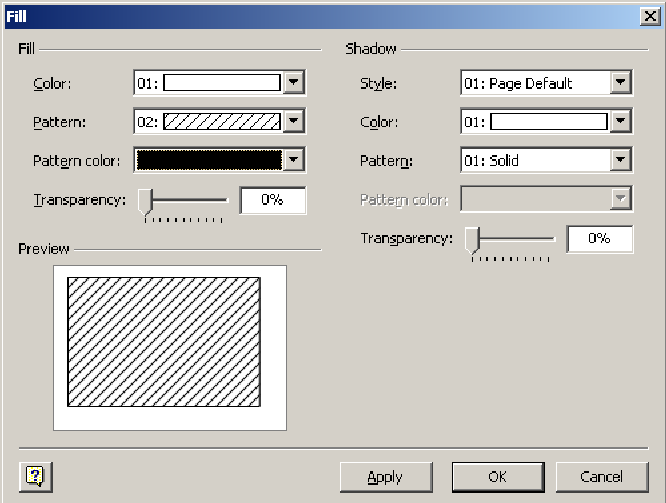 Fill
Fill
Color: 01:
Pattern: 02:
Pattern color:
Transparency: 0%
Preview
Shadow
Style: 01: Page Default
Color: 01:
Pattern: 01: Solid
Pattern color:
Transparency: 0%
?
Apply OK Cancel